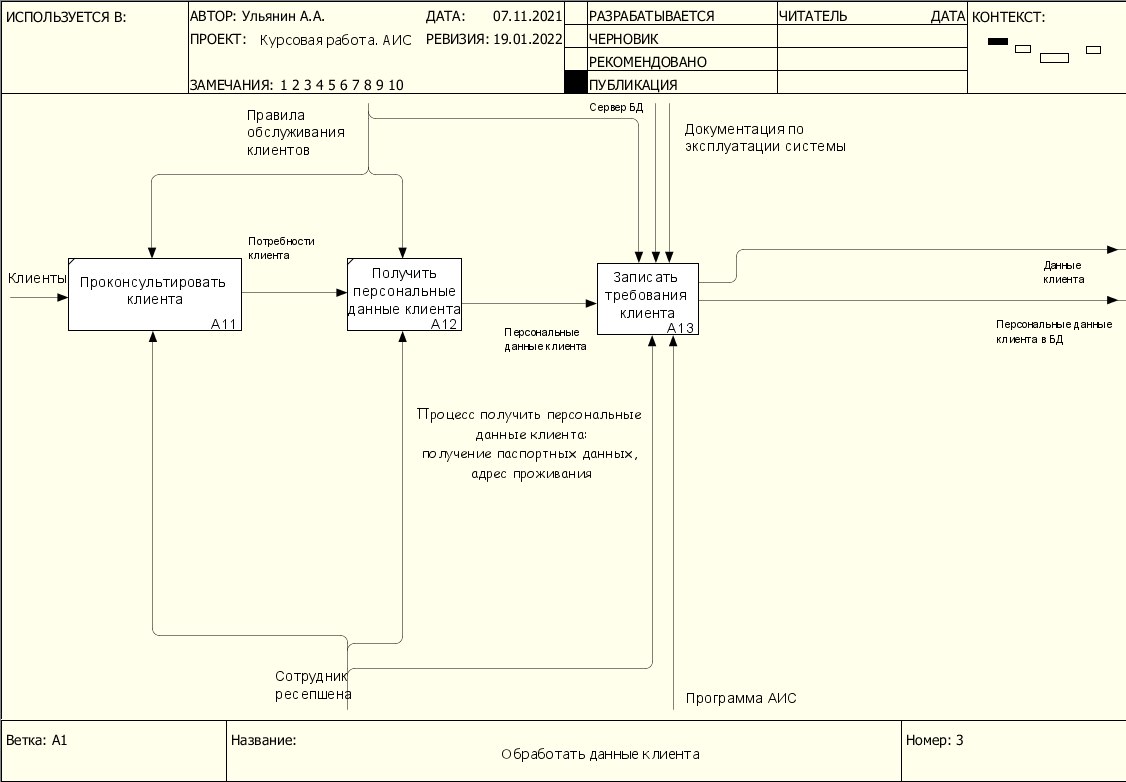 ИСПОЛЬЗУЕТСЯ В:
АВТОР: Ульянин А.А.
ДАТА: 07.11.2021
ПРОЕКТ: Курсовая работа. АИС
РЕВИЗИЯ: 19.01.2022
ЗАМЕЧАНИЯ: 1 2 3 4 5 6 7 8 9 10
РАЗРАБАТЫВАЕТСЯ
ЧЕРНОВИК
РЕКОМЕНДОВАНО
ПУБЛИКАЦИЯ
ЧИТАТЕЛЬ
ДАТА
КОНТЕКСТ:
Правила
обслуживания
клиентов
Сервер БД
Документация по
эксплуатации системы
Клиенты
Проконсультировать
клиента
A11
Потребности
клиента
Получить
персональные
данные клиента
A12
Персональные
данные клиента
Записать
требования
клиента
A13
Данные
клиента
Персональные данные
клиента в БД
Процесс получить персональные
данные клиента:
получение паспортных данных,
адрес проживания
Сотрудник
ресепшена
Программа АИС
Ветка: A1
Название:
Обработать данные клиента
Номер: 3